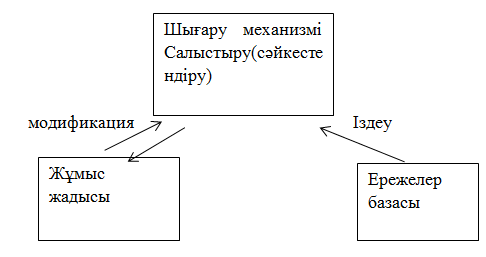 Шығару механизмі
Салыстыру(сәйкесте
ндіру)
модификация
Іздеу
Жұмыс
жадысы
Ережелер
базасы